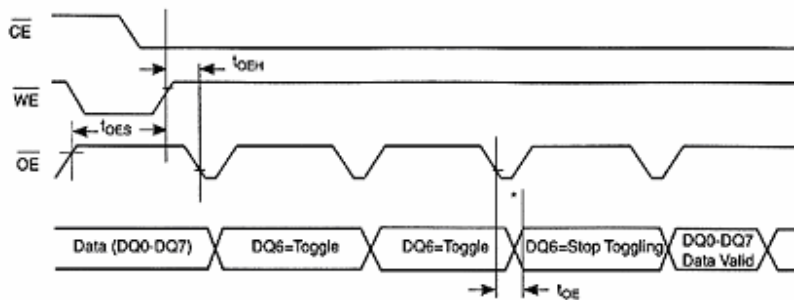 CE
tOEH
WE
tOES
OE
*
Data (DQ0-DQ7)
DQ6=Toggle
DQ6=Toggle
DQ6=Stop Toggling
DQ0-DQ7
Data Valid
tOE